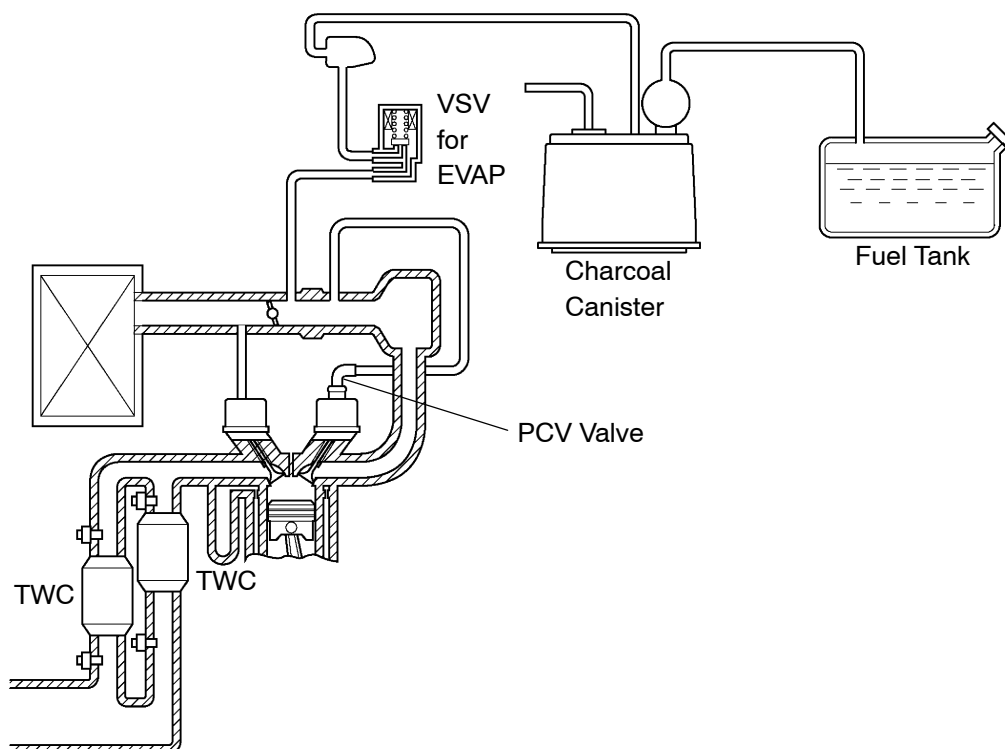 VSV
for
EVAP
Fuel Tank
Charcoal
Canister
PCV Valve
TWC
TWC